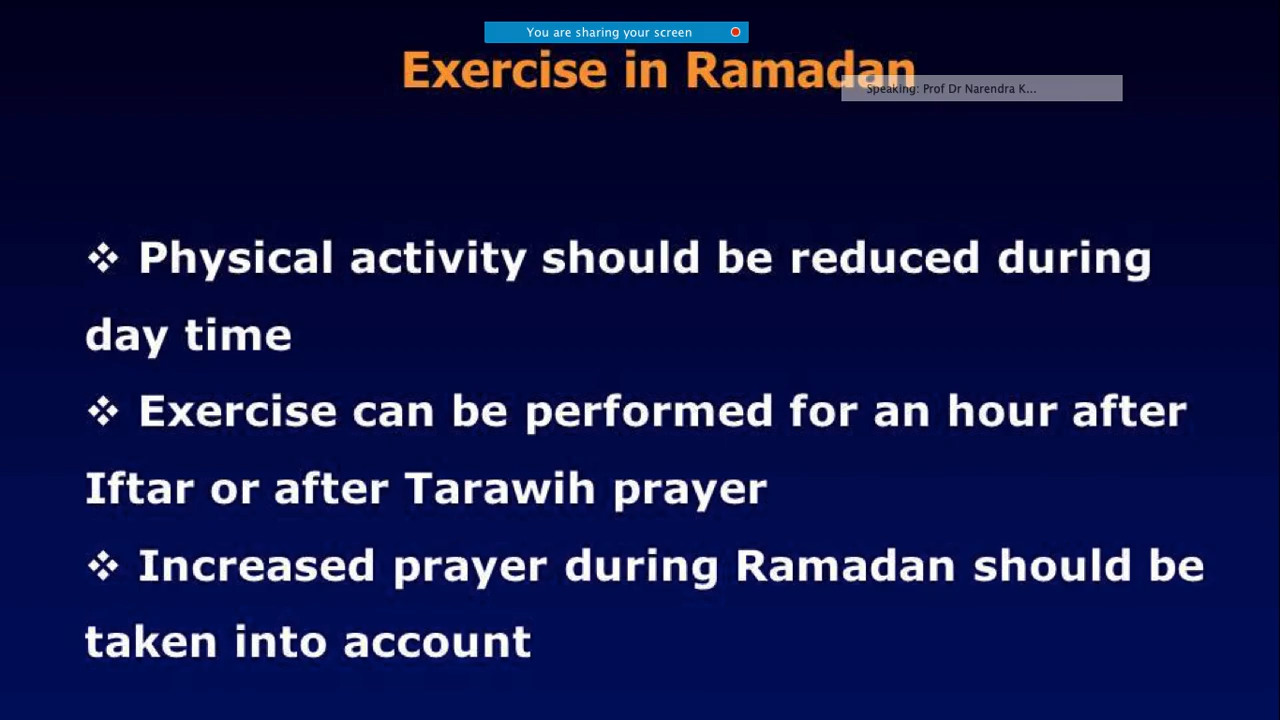 You are sharing your screen
Exercise in Ramadan
Speaking: Prof Dr Narendra K...
❖ Physical activity should be reduced during
day time
❖ Exercise can be performed for an hour after
Iftar or after Tarawih prayer
❖ Increased prayer during Ramadan should be
taken into account